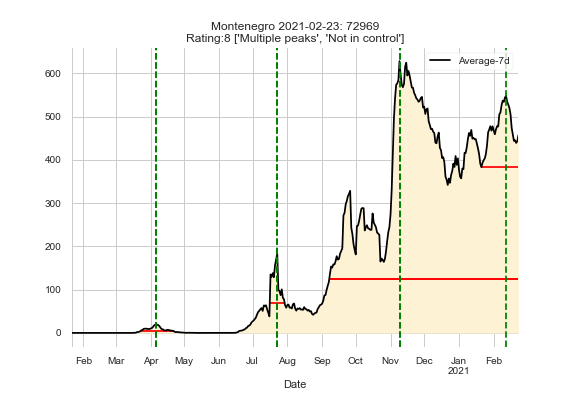 Montenegro 2021-02-23: 72969
Rating:8 ['Multiple peaks', 'Not in control']
Average-7d
600
500
400
300
200
100
0
Feb Mar Apr May Jun Jul Aug Sep Oct Nov Dec Jan Feb
2021
Date